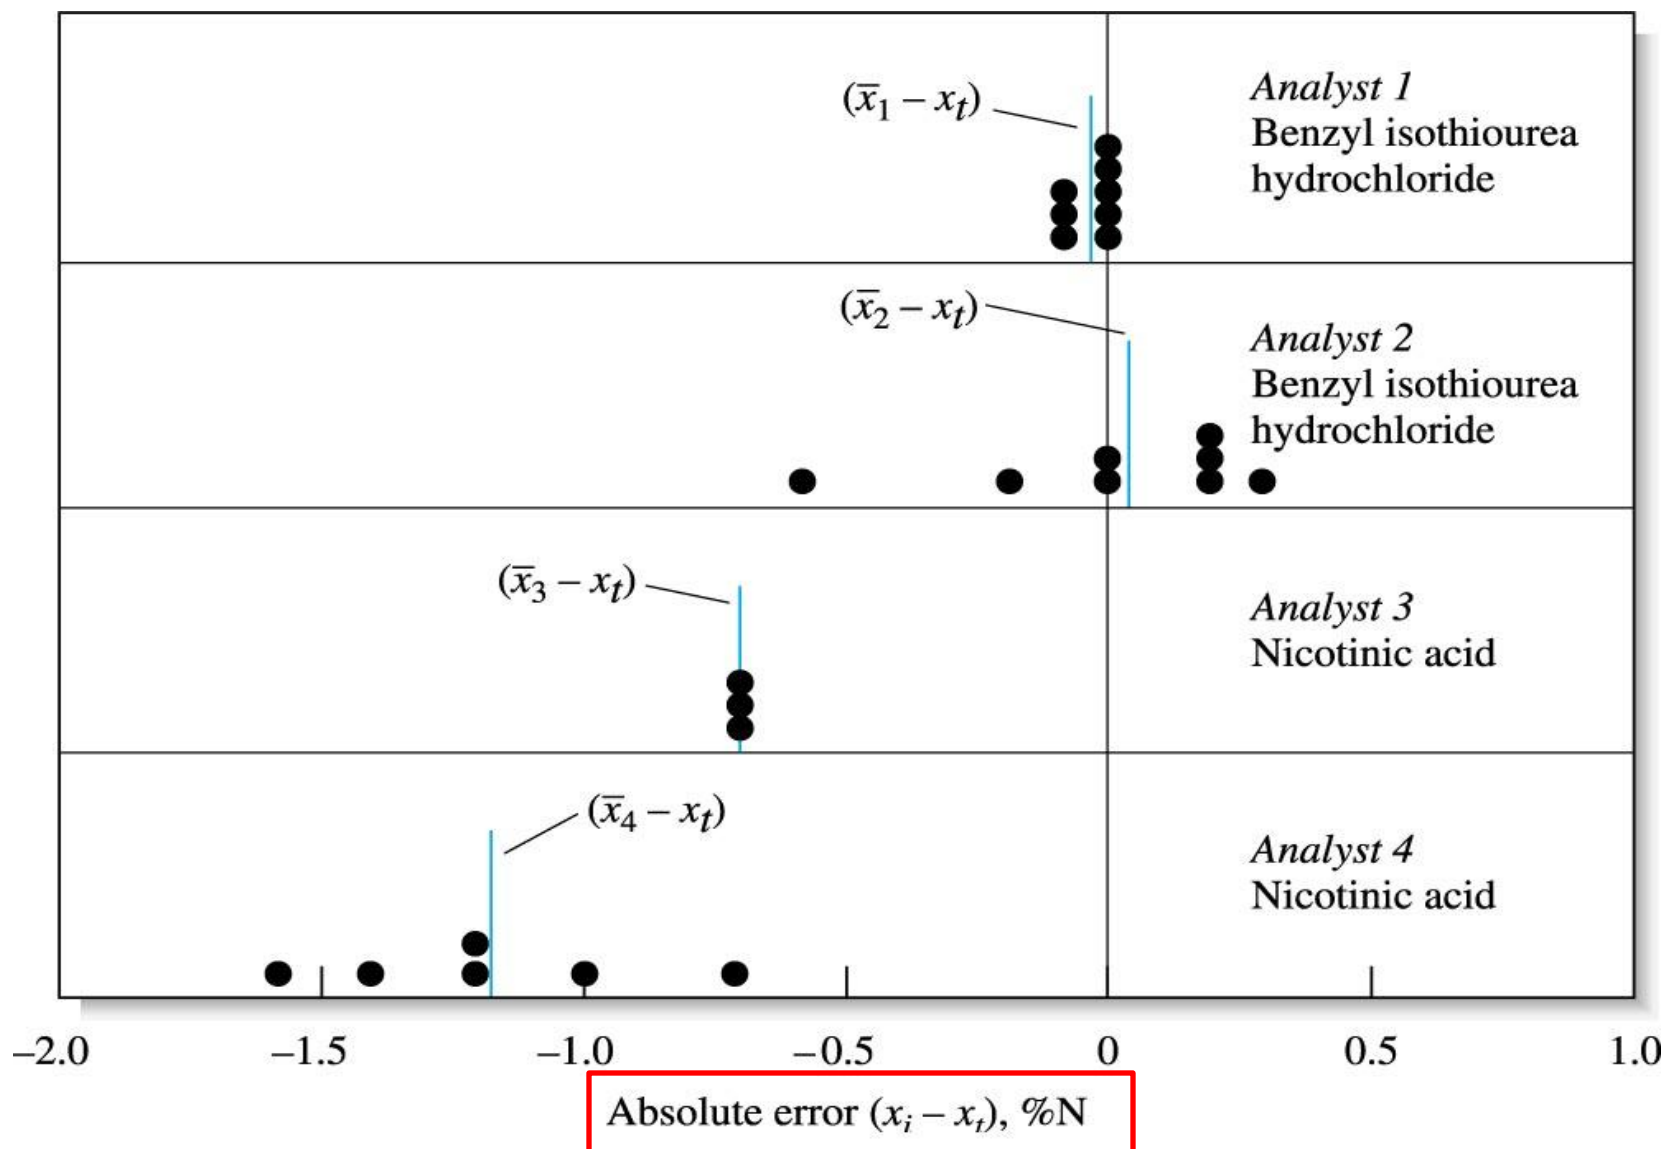 (x̄₁ – xₜ)
Analyst 1
Benzyl isothiourea
hydrochloride
(x̄₂ – xₜ)
Analyst 2
Benzyl isothiourea
hydrochloride
(x̄₃ – xₜ)
Analyst 3
Nicotinic acid
(x̄₄ – xₜ)
Analyst 4
Nicotinic acid
–2.0 –1.5 –1.0 –0.5 0 0.5 1.0
Absolute error (xᵢ – xₜ), %N